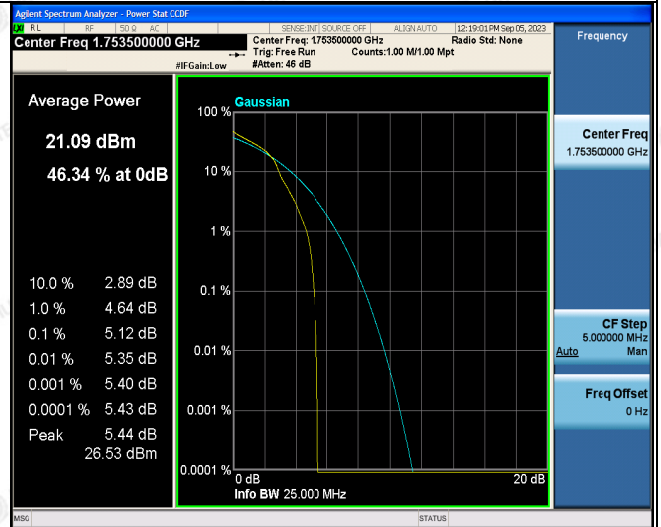 Agilent Spectrum Analyzer - Power Stat CCDF
LXI RL RF 50 Ω AC SENSE:INT SOURCE OFF ALIGN AUTO 12:19:01 PM Sep 05, 2023
Center Freq 1.753500000 GHz
Center Freq: 1.753500000 GHz Radio Std: None
Trig: Free Run Counts:1.00 M/1.00 Mpt
#IFGain:Low #Atten: 46 dB
Frequency
Average Power
21.09 dBm
46.34 % at 0dB
10.0 % 2.89 dB
1.0 % 4.64 dB
0.1 % 5.12 dB
0.01 % 5.35 dB
0.001 % 5.40 dB
0.0001 % 5.43 dB
Peak 5.44 dB
26.53 dBm
Gaussian
100 %
10 %
1 %
0.1 %
0.01 %
0.001 %
0.0001 %
0 dB 20 dB
Info BW 25.000 MHz
Center Freq
1.753500000 GHz
CF Step
5.000000 MHz
Auto Man
Freq Offset
0 Hz
MSG STATUS